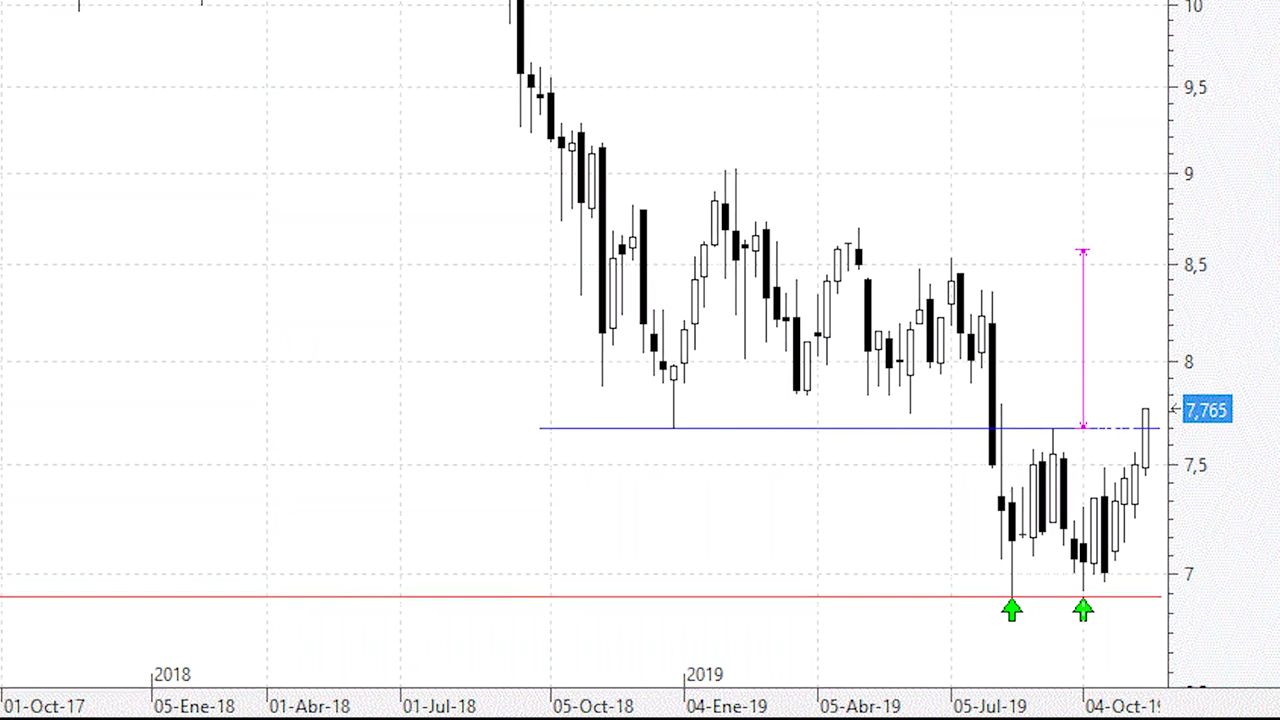 10
9,5
9
8,5
8
7,765
7,5
7
2018
2019
01-Oct-17
05-Ene-18
01-Abr-18
01-Jul-18
05-Oct-18
04-Ene-19
05-Abr-19
05-Jul-19
04-Oct-19